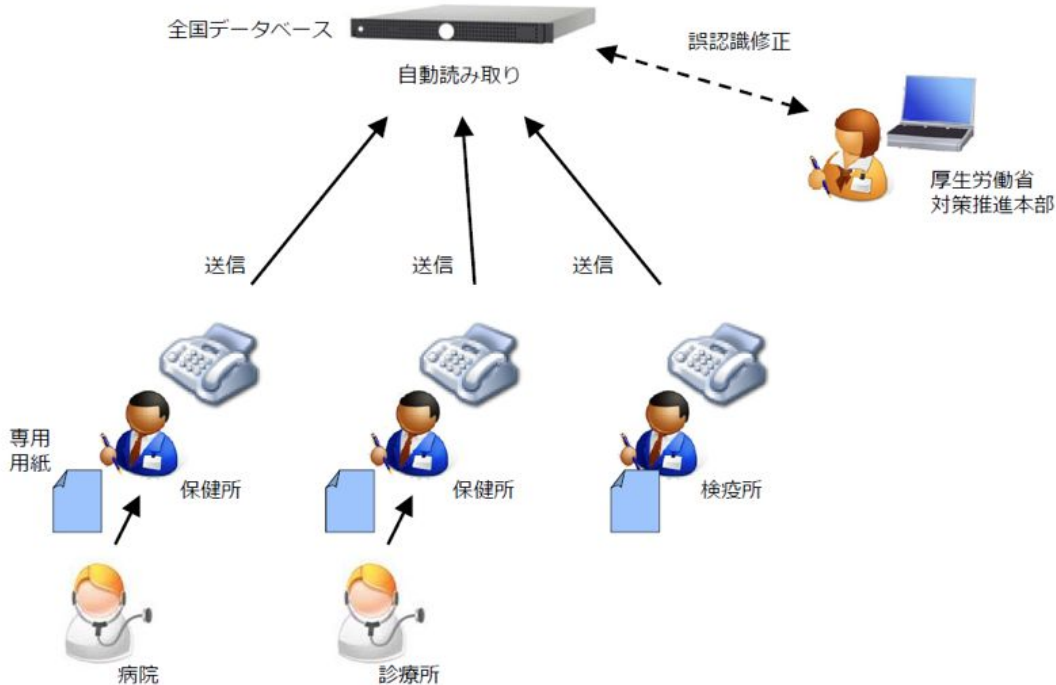 全国データベース
自動読み取り
誤認識修正
厚生労働省
対策推進本部
送信
送信
送信
専用
用紙
保健所
保健所
検疫所
病院
診療所